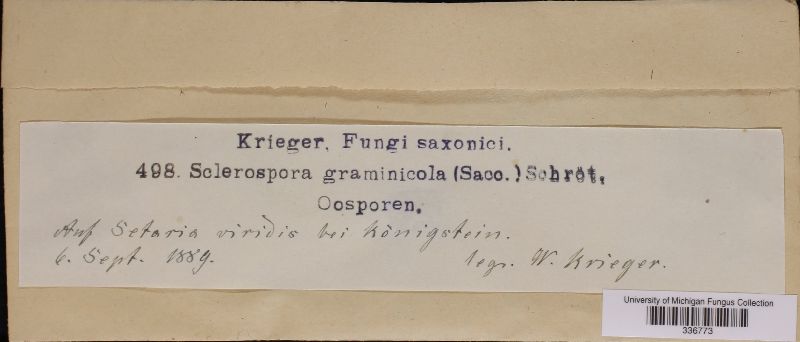 Krieger, Fungi saxonici.
498. Sclerospora graminicola (Sacc.) Schröt.
Oosporen.
Auf Setaria viridis bei Königstein.
6. Sept. 1889.
legr. W. Krieger.
University of Michigan Fungus Collection
336773